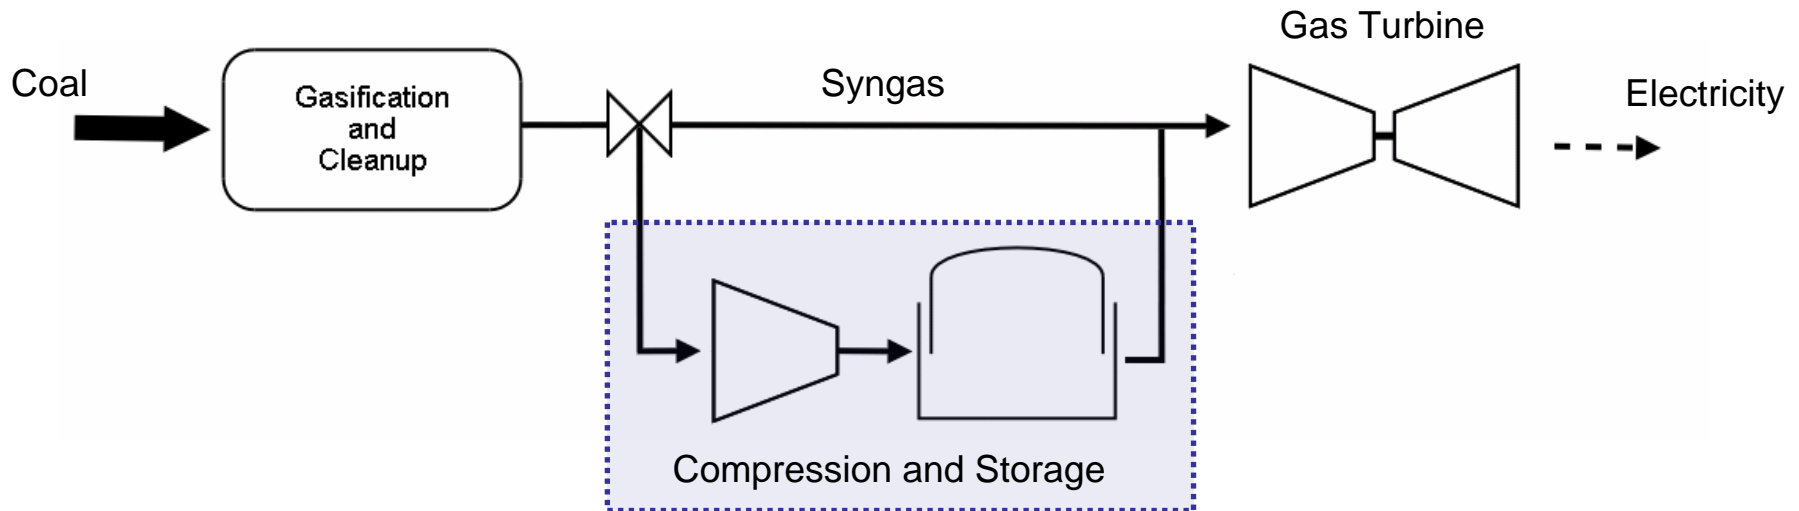 Gas Turbine
Coal
Gasification
and
Cleanup
Syngas
Electricity
Compression and Storage